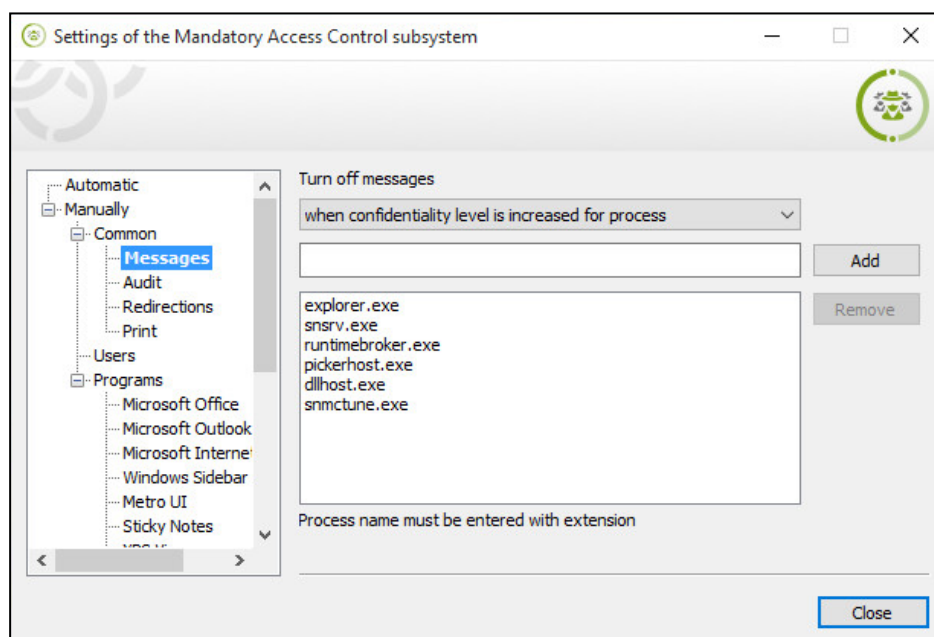 Settings of the Mandatory Access Control subsystem
Automatic
Manually
Common
Messages
Audit
Redirections
Print
Users
Programs
Microsoft Office
Microsoft Outlook
Microsoft Interne
Windows Sidebar
Metro UI
Sticky Notes
Turn off messages
when confidentiality level is increased for process
Add
explorer.exe
snsrv.exe
runtimebroker.exe
pickerhost.exe
dllhost.exe
snmctune.exe
Remove
Process name must be entered with extension
Close